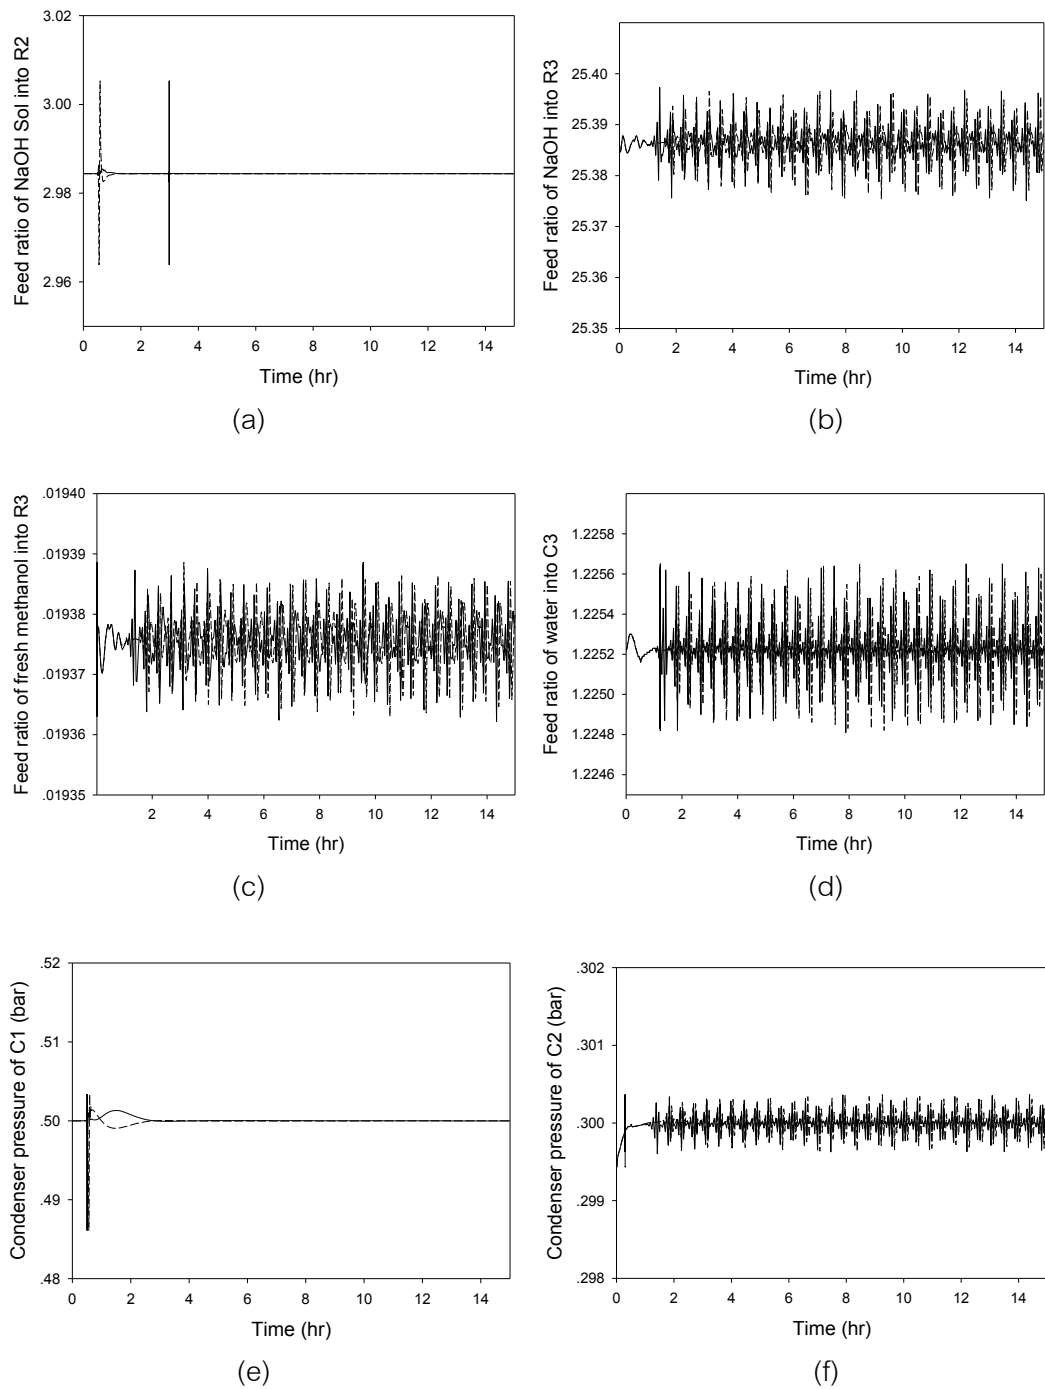 Feed ratio of NaOH Sol into R2
3.02
3.00
2.98
2.96
0 2 4 6 8 10 12 14
Time (hr)
(a)
Feed ratio of NaOH into R3
25.40
25.39
25.38
25.37
25.36
25.35
0 2 4 6 8 10 12 14
Time (hr)
(b)
Feed ratio of fresh methanol into R3
.01940
.01939
.01938
.01937
.01936
.01935
2 4 6 8 10 12 14
Time (hr)
(c)
Feed ratio of water into C3
1.2258
1.2256
1.2254
1.2252
1.2250
1.2248
1.2246
0 2 4 6 8 10 12 14
Time (hr)
(d)
Condenser pressure of C1 (bar)
.52
.51
.50
.49
.48
0 2 4 6 8 10 12 14
Time (hr)
(e)
Condenser pressure of C2 (bar)
.302
.301
.300
.299
.298
0 2 4 6 8 10 12 14
Time (hr)
(f)